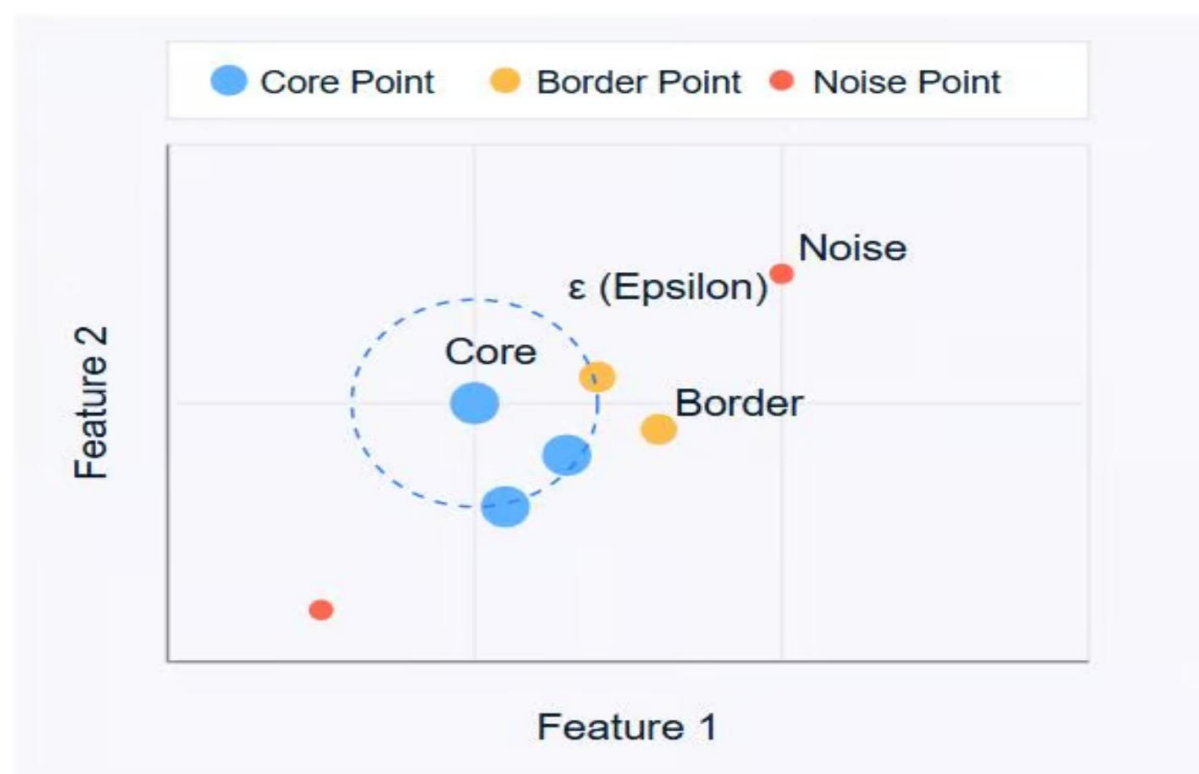 Core Point Border Point Noise Point
Noise
ε (Epsilon)
Core
Border
Feature 2
Feature 1